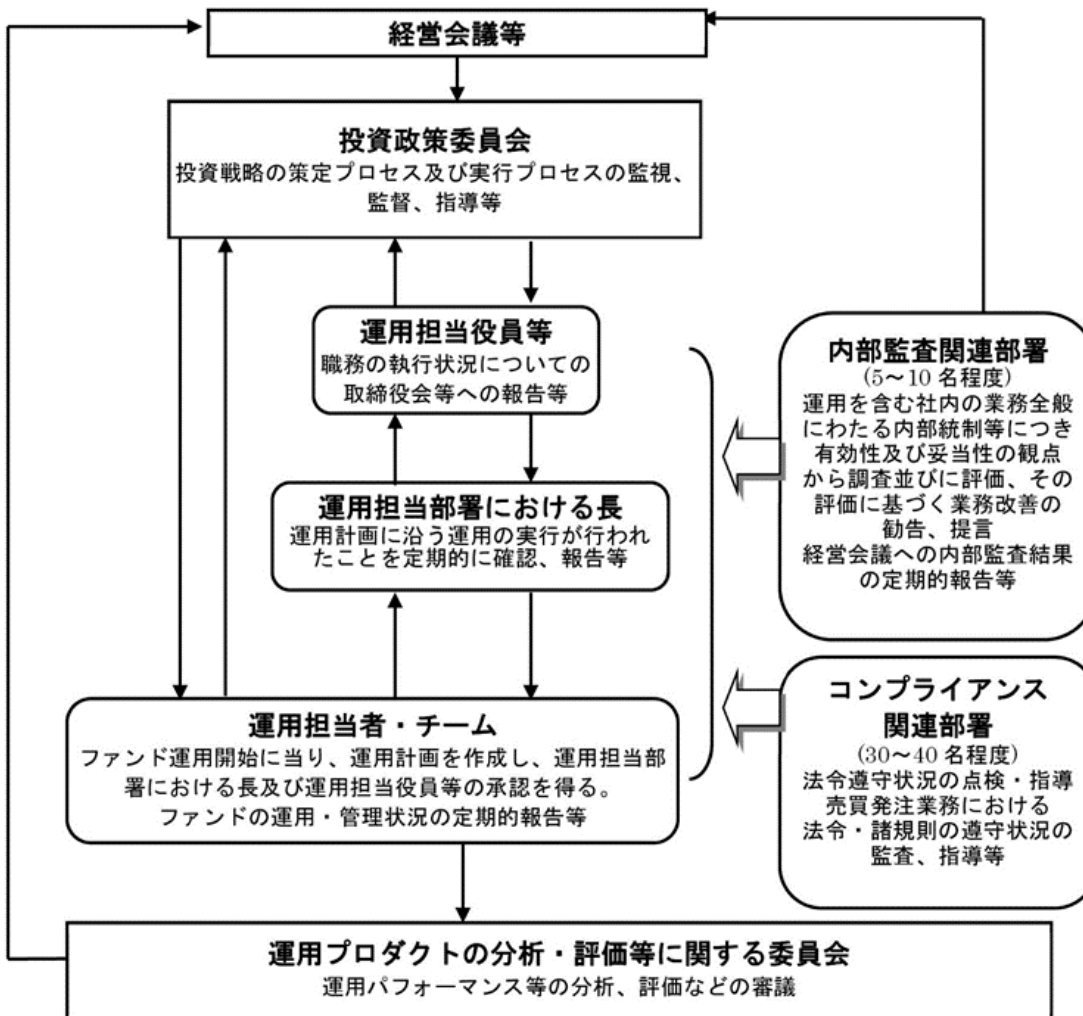 経営会議等
投資政策委員会
投資戦略の策定プロセス及び実行プロセスの監視、
監督、指導等
運用担当役員等
職務の執行状況についての
取締役会等への報告等
運用担当部署における長
運用計画に沿う運用の実行が行われ
たことを定期的に確認、報告等
運用担当者・チーム
ファンド運用開始に当り、運用計画を作成し、運用担当部
署における長及び運用担当役員等の承認を得る。
ファンドの運用・管理状況の定期的報告等
内部監査関連部署
(5～10 名程度)
運用を含む社内の業務全般
にわたる内部統制等につき
有効性及び妥当性の観点
から調査並びに評価、その
評価に基づく業務改善の
勧告、提言
経営会議への内部監査結果
の定期的報告等
コンプライアンス
関連部署
(30～40 名程度)
法令遵守状況の点検・指導
売買発注業務における
法令・諸規則の遵守状況の
監査、指導等
運用プロダクトの分析・評価等に関する委員会
運用パフォーマンス等の分析、評価などの審議